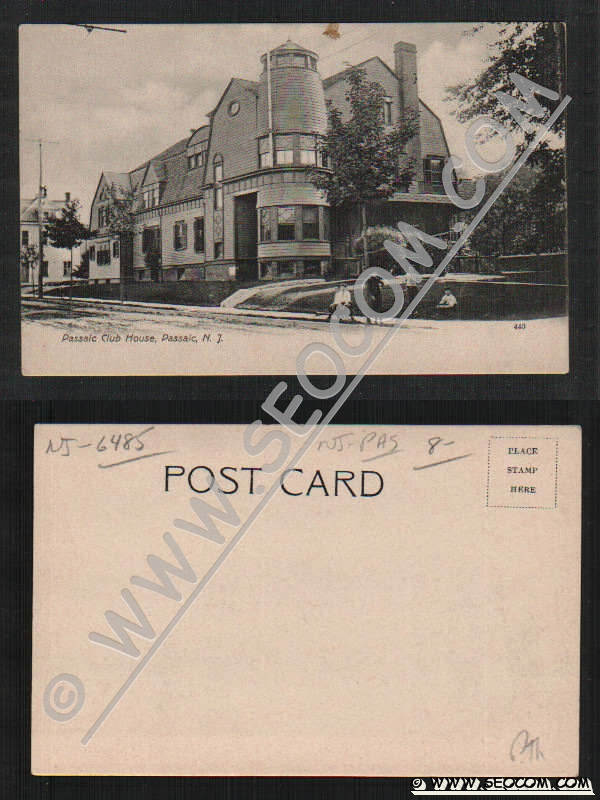 Passaic Club House, Passaic, N. J.
440
© WWW.SEOCOM.COM
NJ-6485
NJ-PAS
8-
POST CARD
PLACE
STAMP
HERE
© WWW.SEOCOM.COM